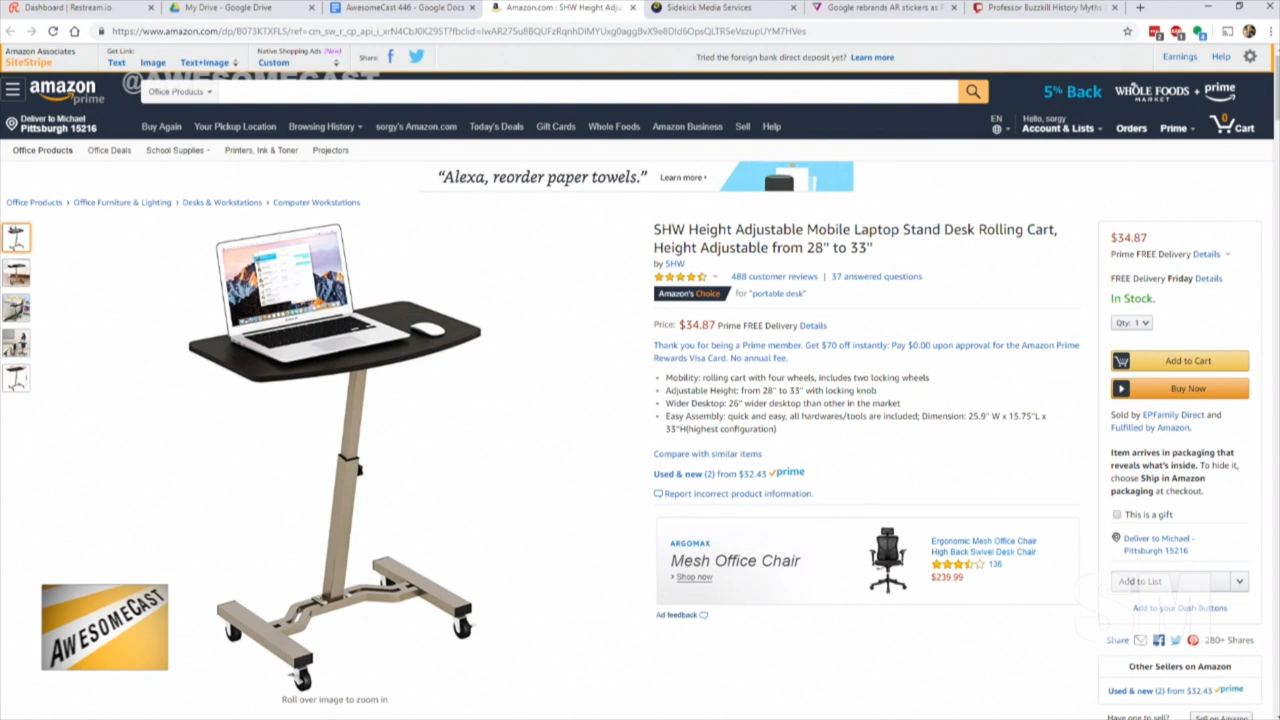 Dashboard | Restream.io
My Drive - Google Drive
AwesomeCast 446 - Google Docs
Amazon.com : SHW Height Adju
Sidekick Media Services
Google rebrands AR stickers as P
Professor Buzzkill History Myths
Amazon Associates
SiteStripe
Get Link:
Text Image Text+Image
Native Shopping Ads (New)
Custom
Share:
Tried the foreign bank direct deposit yet? Learn more
Earnings Help
@AWESOMECAST
amazon
prime
Office Products
5% Back
WHOLE FOODS + prime
MARKET
Deliver to Michael
Pittsburgh 15216
Buy Again Your Pickup Location Browsing History sorgy's Amazon.com Today's Deals Gift Cards Whole Foods Amazon Business Sell Help
EN
Hello, sorgy
Account & Lists Orders Prime
0
Cart
Office Products Office Deals School Supplies Printers, Ink & Toner Projectors
“Alexa, reorder paper towels.” Learn more
Office Products › Office Furniture & Lighting › Desks & Workstations › Computer Workstations
SHW Height Adjustable Mobile Laptop Stand Desk Rolling Cart,
Height Adjustable from 28" to 33"
by SHW
488 customer reviews | 37 answered questions
Amazon's Choice for "portable desk"
Price: $34.87 Prime FREE Delivery Details
Thank you for being a Prime member. Get $70 off instantly: Pay $0.00 upon approval for the Amazon Prime
Rewards Visa Card. No annual fee.
• Mobility: rolling cart with four wheels, includes two locking wheels
• Adjustable Height: from 28" to 33" with locking knob
• Wider Desktop: 26" wider desktop than other in the market
• Easy Assembly: quick and easy, all hardwares/tools are included; Dimension: 25.9" W x 15.75"L x
33"H(highest configuration)
Compare with similar items
Used & new (2) from $32.43 prime
Report incorrect product information.
ARGOMAX
Mesh Office Chair
› Shop now
Ergonomic Mesh Office Chair
High Back Swivel Desk Chair
136
$239.99
Ad feedback
Roll over image to zoom in
AWESOMECAST
$34.87
Prime FREE Delivery Details
FREE Delivery Friday Details
In Stock.
Qty: 1
Add to Cart
Buy Now
Sold by EPFamily Direct and
Fulfilled by Amazon.
Item arrives in packaging that
reveals what's inside. To hide it,
choose Ship in Amazon
packaging at checkout.
This is a gift
Deliver to Michael -
Pittsburgh 15216
Add to List
Add to your Dash Buttons
Share 280+ Shares
Other Sellers on Amazon
Used & new (2) from $32.43 prime
Have one to sell? Sell on Amazon